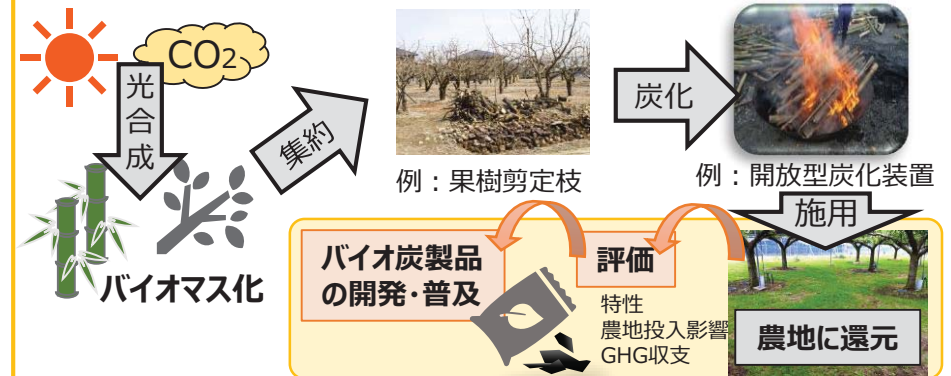 CO2
光
合
成
バイオマス化
集約
例：果樹剪定枝
炭化
例：開放型炭化装置
施用
農地に還元
評価
特性
農地投入影響
GHG収支
バイオ炭製品
の開発･普及